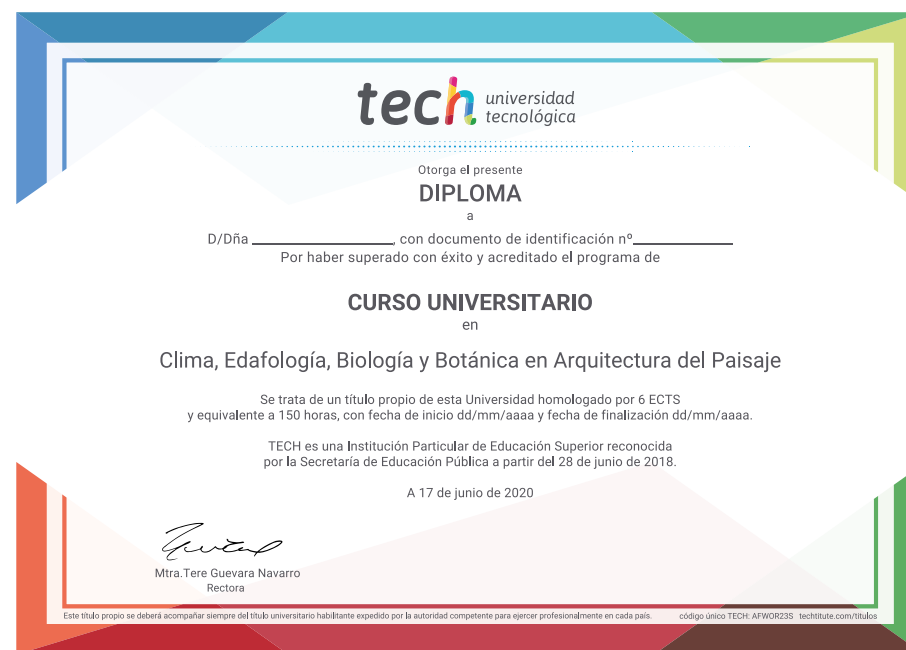 tech universidad
tecnológica
Otorga el presente
DIPLOMA
a
D/Dña ________________, con documento de identificación nº____________
Por haber superado con éxito y acreditado el programa de
CURSO UNIVERSITARIO
en
Clima, Edafología, Biología y Botánica en Arquitectura del Paisaje
Se trata de un título propio de esta Universidad homologado por 6 ECTS
y equivalente a 150 horas, con fecha de inicio dd/mm/aaaa y fecha de finalización dd/mm/aaaa.
TECH es una Institución Particular de Educación Superior reconocida
por la Secretaría de Educación Pública a partir del 28 de junio de 2018.
A 17 de junio de 2020
Mtra.Tere Guevara Navarro
Rectora
Este título propio se deberá acompañar siempre del título universitario habilitante expedido por la autoridad competente para ejercer profesionalmente en cada país. código único TECH: AFWOR23S techtitute.com/titulos